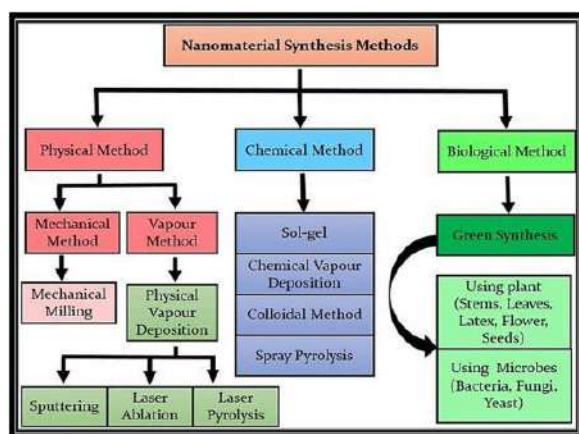 Nanomaterial Synthesis Methods
Physical Method
Chemical Method
Biological Method
Mechanical
Method
Vapour
Method
Mechanical
Milling
Physical
Vapour
Deposition
Sputtering
Laser
Ablation
Laser
Pyrolysis
Sol-gel
Chemical Vapour
Deposition
Colloidal Method
Spray Pyrolysis
Green Synthesis
Using plant
(Stems, Leaves,
Latex, Flower,
Seeds)
Using Microbes
(Bacteria, Fungi,
Yeast)